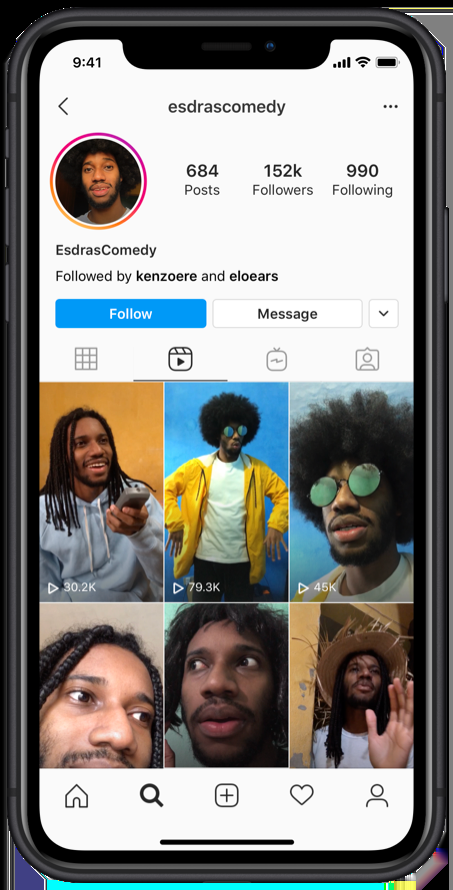 9:41
esdrascomedy
684 152k 990
Posts Followers Following
EsdrasComedy
Followed by kenzoere and eloears
Follow Message
30.2K 79.3K 45K